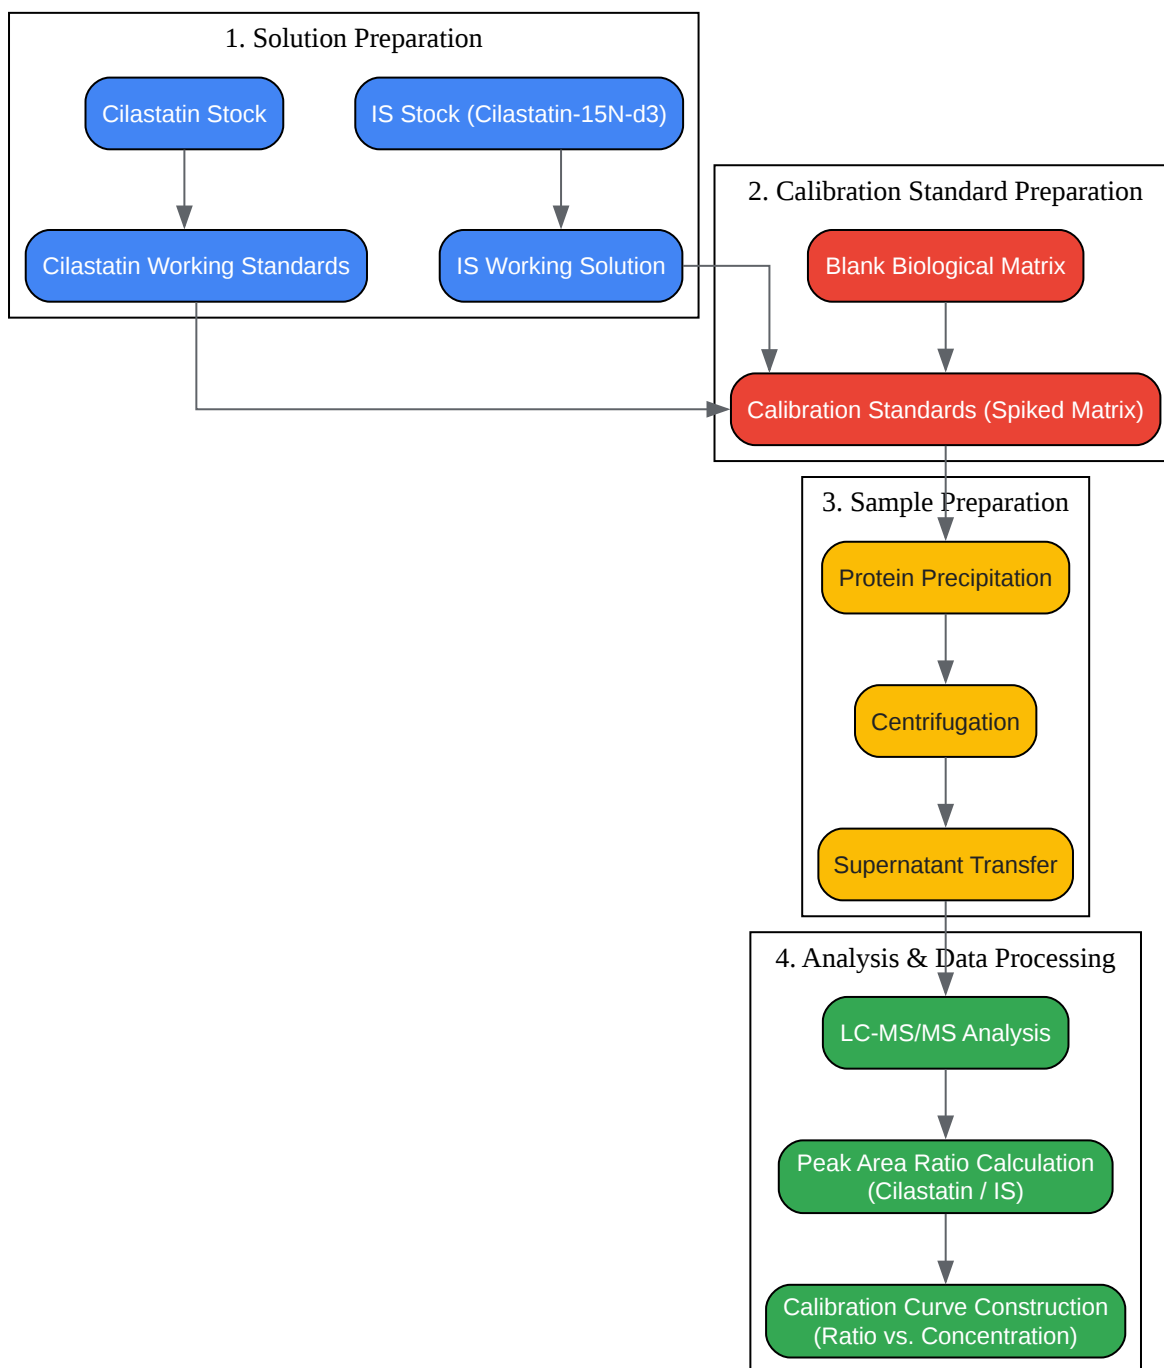 1. Solution Preparation
Cilastatin Stock
IS Stock (Cilastatin-15N-d3)
Cilastatin Working Standards
IS Working Solution
2. Calibration Standard Preparation
Blank Biological Matrix
Calibration Standards (Spiked Matrix)
3. Sample Preparation
Protein Precipitation
Centrifugation
Supernatant Transfer
4. Analysis & Data Processing
LC-MS/MS Analysis
Peak Area Ratio Calculation
(Cilastatin / IS)
Calibration Curve Construction
(Ratio vs. Concentration)